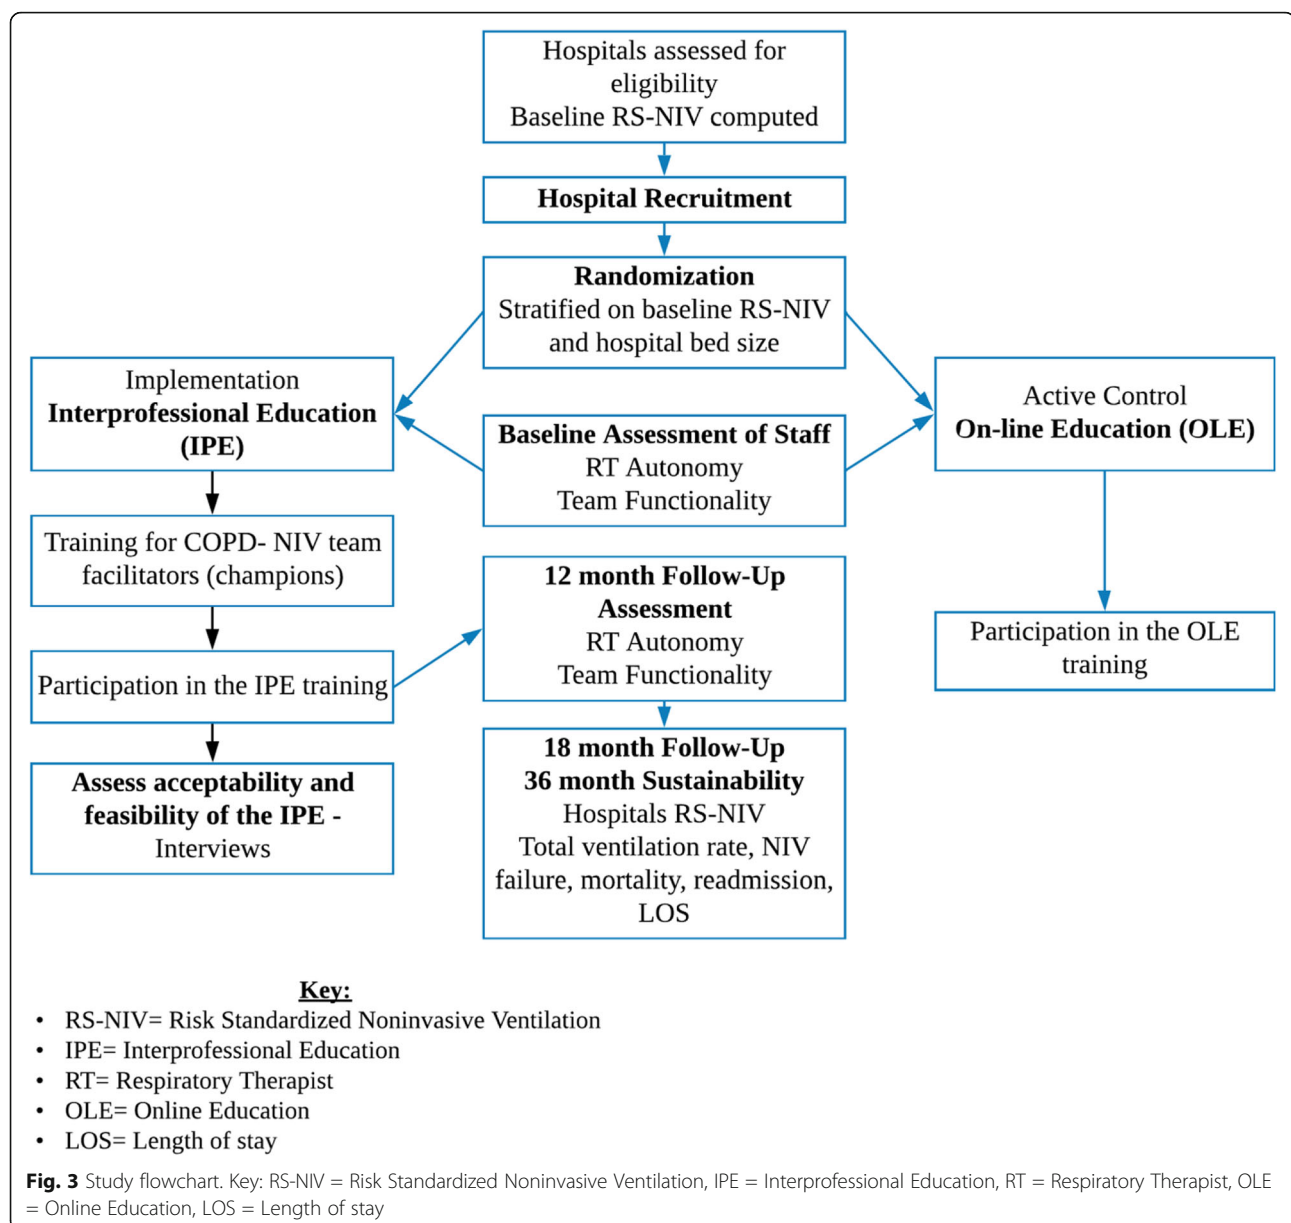 Hospitals assessed for
eligibility
Baseline RS-NIV computed
Hospital Recruitment
Randomization
Stratified on baseline RS-NIV
and hospital bed size
Implementation
Interprofessional Education
(IPE)
Baseline Assessment of Staff
RT Autonomy
Team Functionality
Active Control
On-line Education (OLE)
Training for COPD- NIV team
facilitators (champions)
12 month Follow-Up
Assessment
RT Autonomy
Team Functionality
Participation in the OLE
training
Participation in the IPE training
Assess acceptability and
feasibility of the IPE -
Interviews
18 month Follow-Up
36 month Sustainability
Hospitals RS-NIV
Total ventilation rate, NIV
failure, mortality, readmission,
LOS
Key:
• RS-NIV= Risk Standardized Noninvasive Ventilation
• IPE= Interprofessional Education
• RT= Respiratory Therapist
• OLE= Online Education
• LOS= Length of stay
Fig. 3 Study flowchart. Key: RS-NIV = Risk Standardized Noninvasive Ventilation, IPE = Interprofessional Education, RT = Respiratory Therapist, OLE
= Online Education, LOS = Length of stay